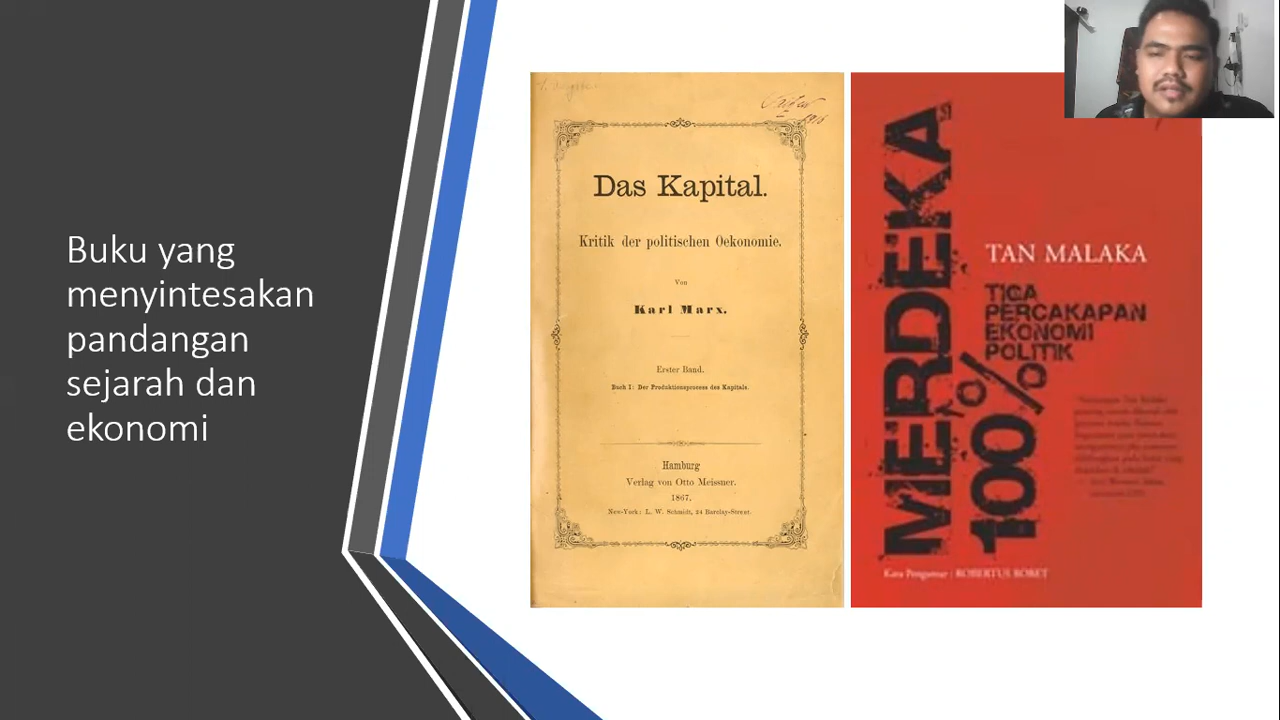 Buku yang
menyintesakan
pandangan
sejarah dan
ekonomi
Das Kapital.
Kritik der politischen Oekonomie.
Von
Karl Marx.
Erster Band.
Buch I: Der Produktionsprocess des Kapitals.
Hamburg
Verlag von Otto Meissner.
1867.
New-York: L. W. Schmidt, 24 Barclay-Street.
MERDEKA
100%
TAN MALAKA
TIGA
PERCAKAPAN
EKONOMI
POLITIK
Kata Pengantar : ROBERTUS ROBET